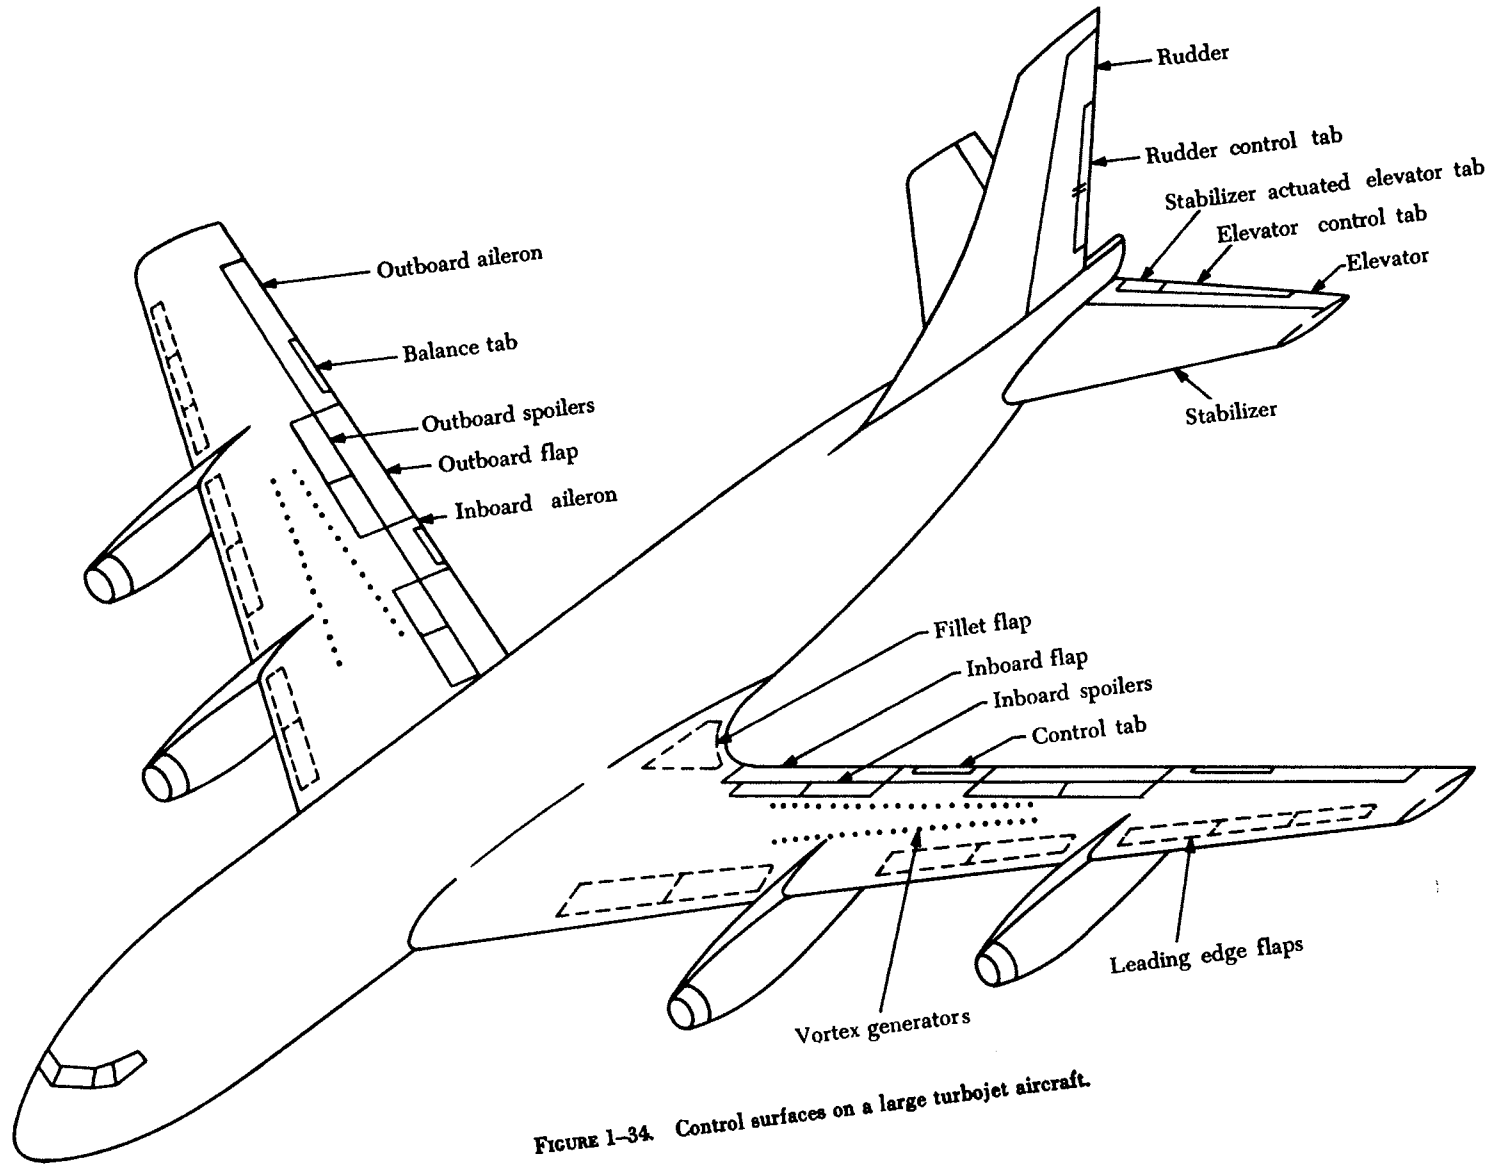 Rudder
Rudder control tab
Stabilizer actuated elevator tab
Elevator control tab
Elevator
Outboard aileron
Balance tab
Stabilizer
Outboard spoilers
Outboard flap
Inboard aileron
Fillet flap
Inboard flap
Inboard spoilers
Control tab
Leading edge flaps
Vortex generators
FIGURE 1–34. Control surfaces on a large turbojet aircraft.